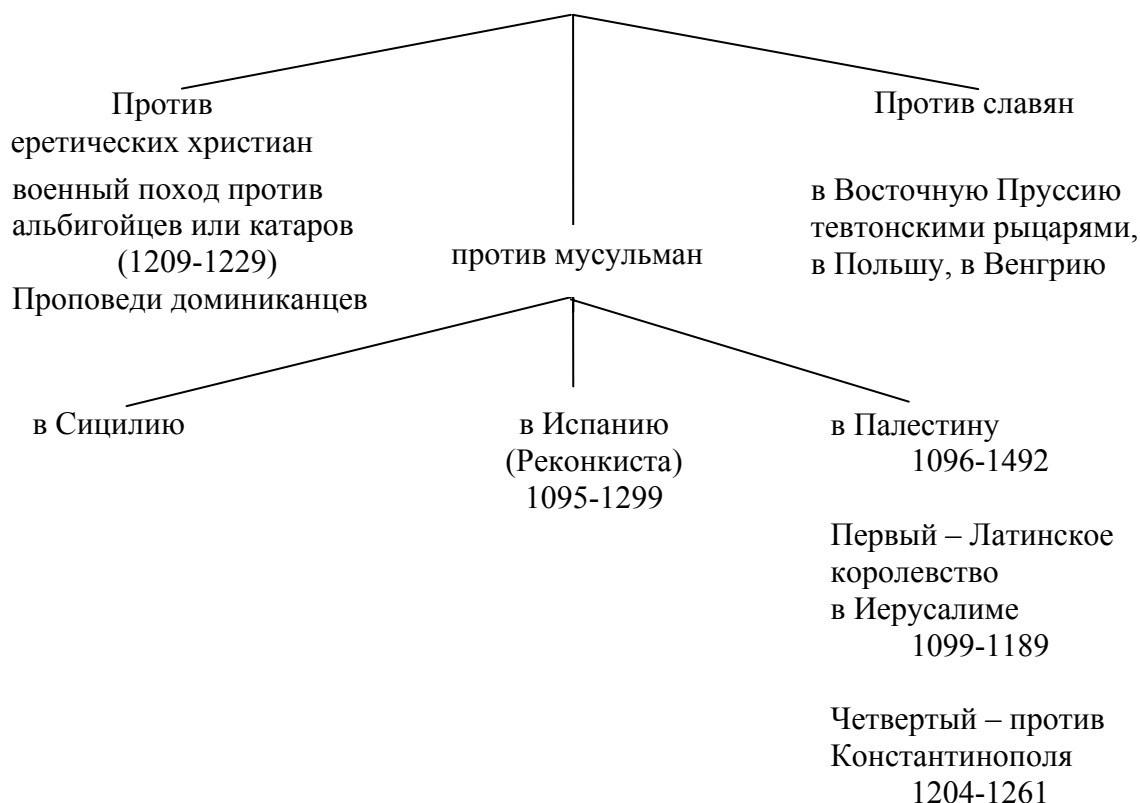 Против
еретических христиан
военный поход против
альбигойцев или катаров
(1209-1229)
Проповеди доминиканцев
против мусульман
Против славян
в Восточную Пруссию
тевтонскими рыцарями,
в Польшу, в Венгрию
в Сицилию
в Испанию
(Реконкиста)
1095-1299
в Палестину
1096-1492
Первый – Латинское
королевство
в Иерусалиме
1099-1189
Четвертый – против
Константинополя
1204-1261